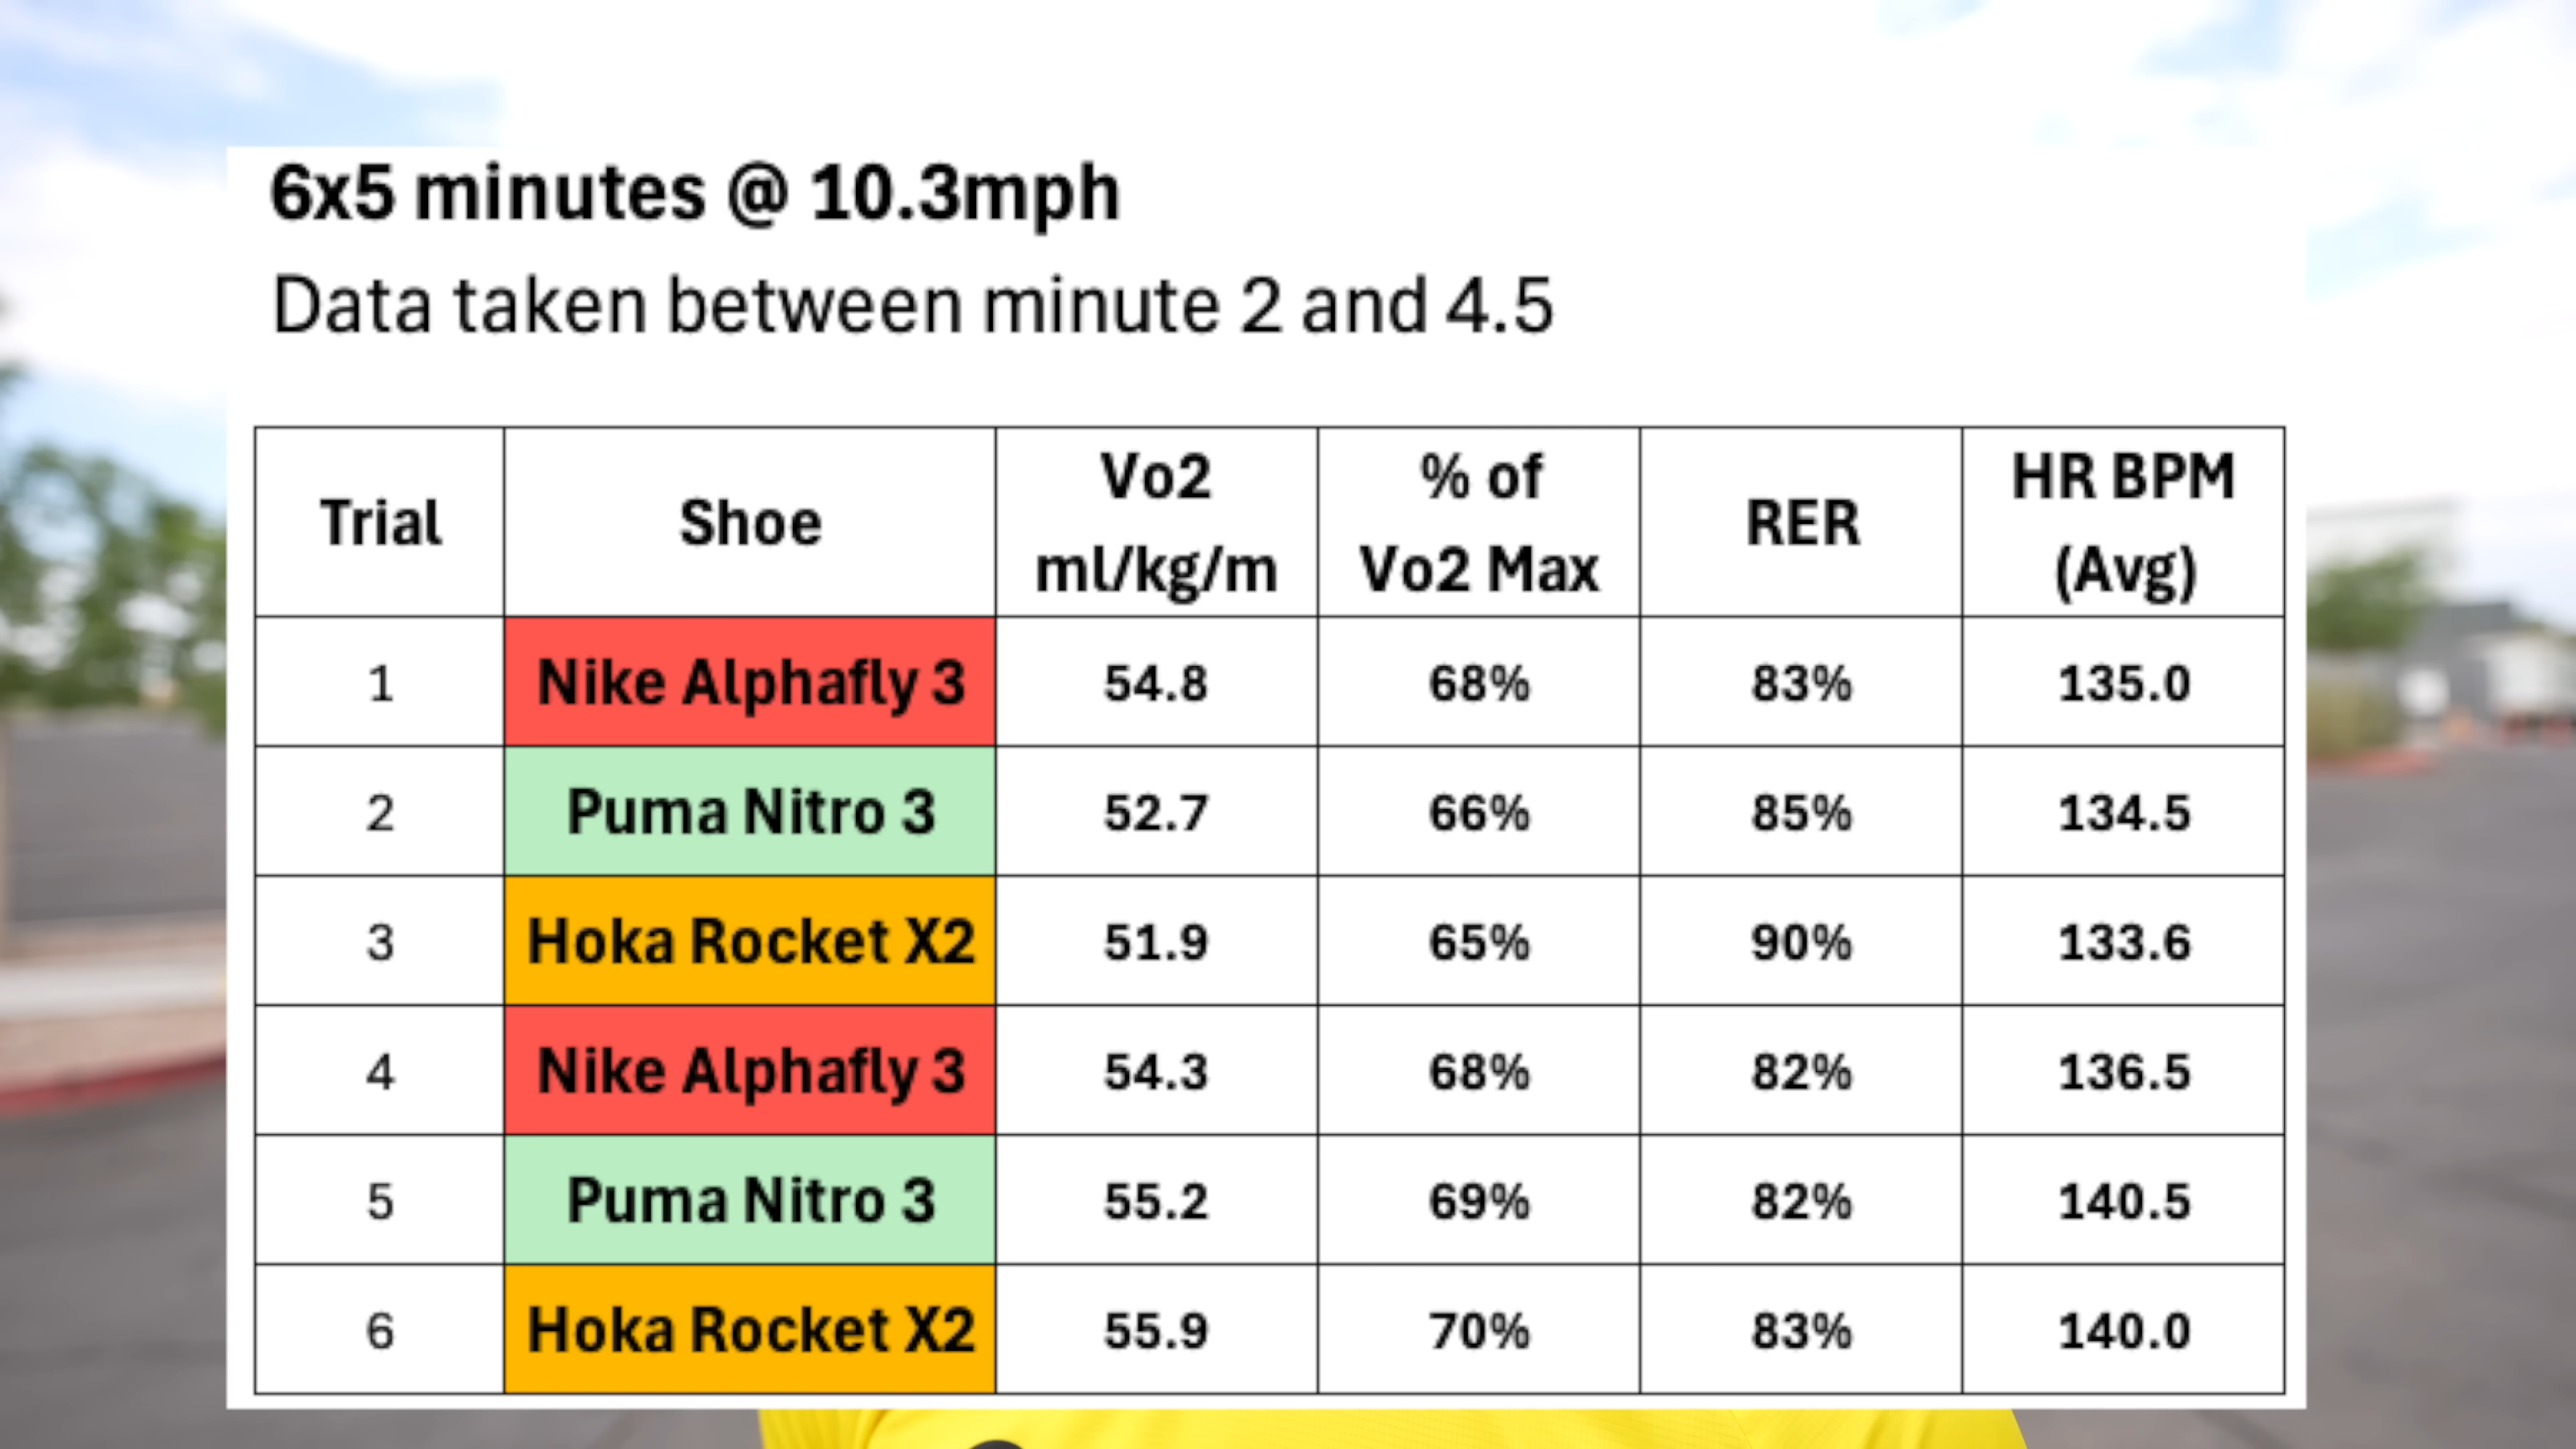 6x5 minutes @ 10.3mph
Data taken between minute 2 and 4.5
Trial Shoe Vo2 ml/kg/m % of Vo2 Max RER HR BPM (Avg)
1 Nike Alphafly 3 54.8 68% 83% 135.0
2 Puma Nitro 3 52.7 66% 85% 134.5
3 Hoka Rocket X2 51.9 65% 90% 133.6
4 Nike Alphafly 3 54.3 68% 82% 136.5
5 Puma Nitro 3 55.2 69% 82% 140.5
6 Hoka Rocket X2 55.9 70% 83% 140.0